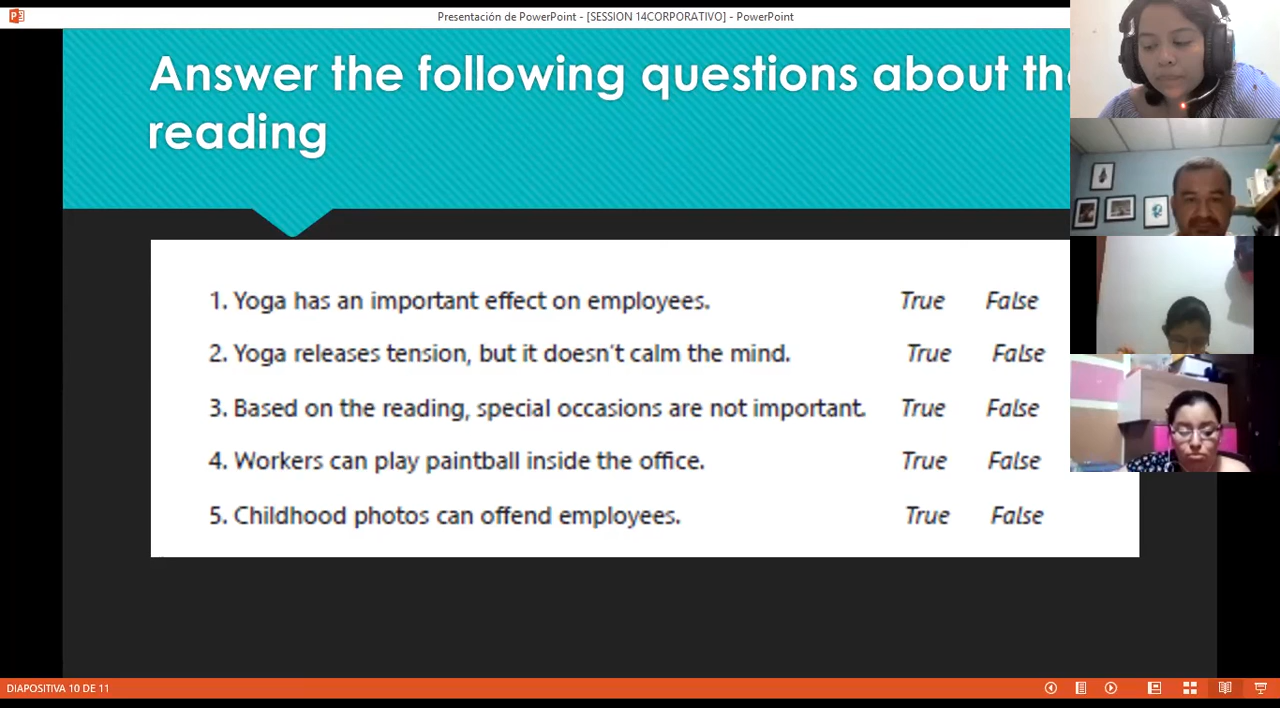 Presentación de PowerPoint - [SESSION 14CORPORATIVO] - PowerPoint
Answer the following questions about the
reading
1. Yoga has an important effect on employees. True False
2. Yoga releases tension, but it doesn't calm the mind. True False
3. Based on the reading, special occasions are not important. True False
4. Workers can play paintball inside the office. True False
5. Childhood photos can offend employees. True False
DIAPOSITIVA 10 DE 11